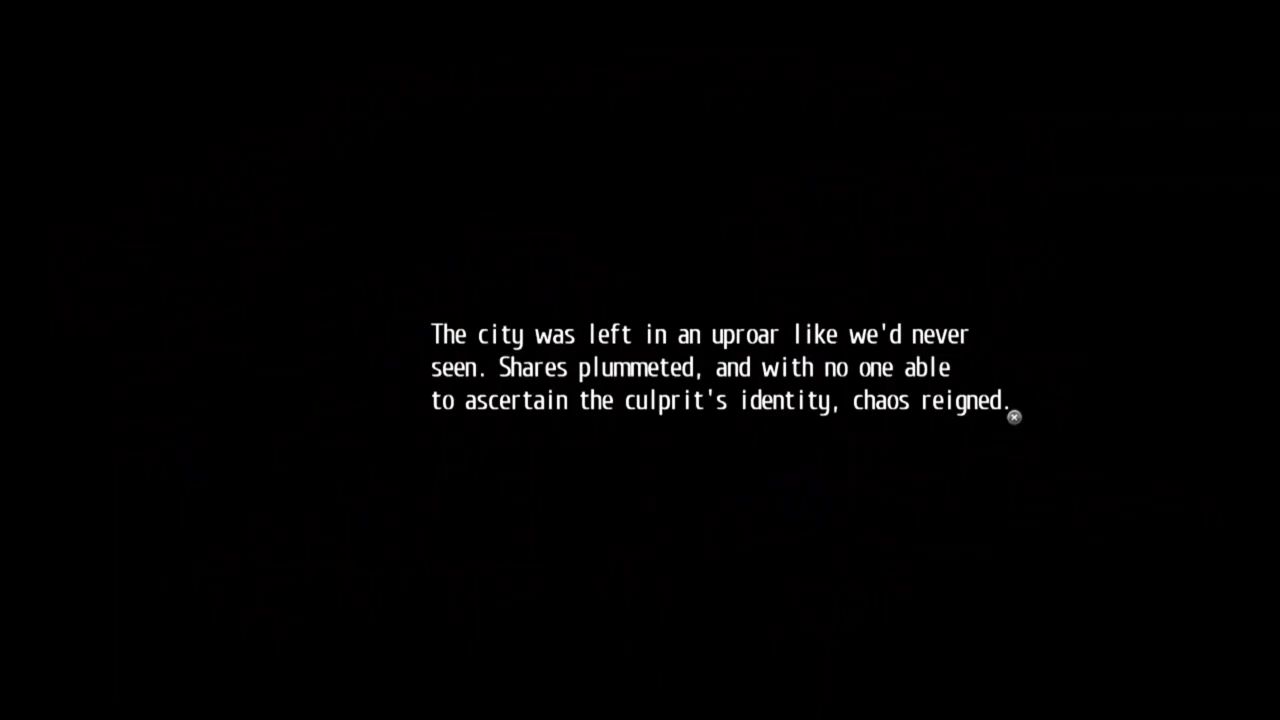 The city was left in an uproar like we'd never
seen. Shares plummeted, and with no one able
to ascertain the culprit's identity, chaos reigned.